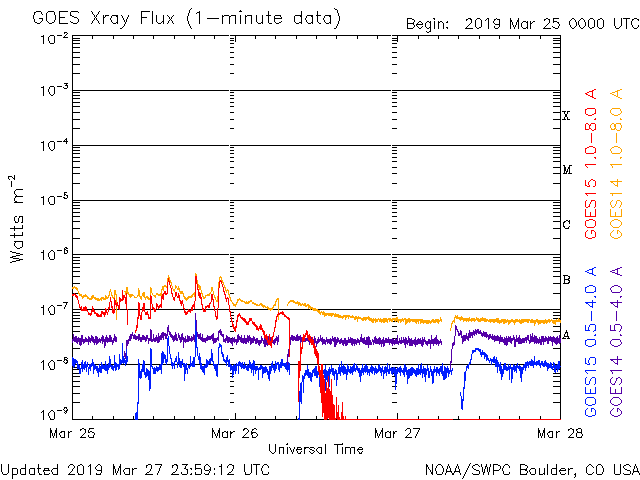 GOES Xray Flux (1-minute data)
Begin: 2019 Mar 25 0000 UTC
10⁻²
10⁻³
10⁻⁴
10⁻⁵
10⁻⁶
10⁻⁷
10⁻⁸
10⁻⁹
Watts m⁻²
X
M
C
B
A
GOES15 1.0-8.0 A
GOES14 1.0-8.0 A
GOES15 0.5-4.0 A
GOES14 0.5-4.0 A
Mar 25 Mar 26 Mar 27 Mar 28
Universal Time
Updated 2019 Mar 27 23:59:12 UTC
NOAA/SWPC Boulder, CO USA